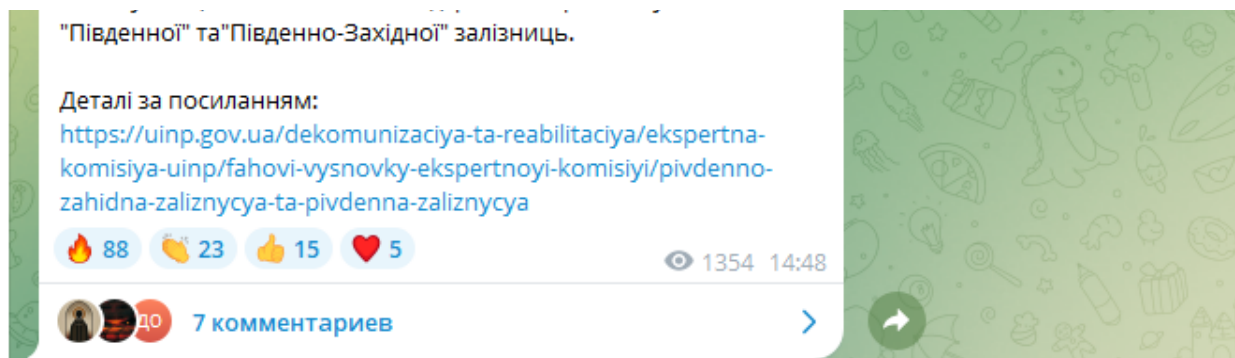 "Південної" та"Південно-Західної" залізниць.
Деталі за посиланням:
https://uinp.gov.ua/dekomunizaciya-ta-reabilitaciya/ekspertna-
komisiya-uinp/fahovi-vysnovky-ekspertnoyi-komisiyi/pivdenno-
zahidna-zaliznycya-ta-pivdenna-zaliznycya
88 23 15 5
1354 14:48
ДО 7 комментариев